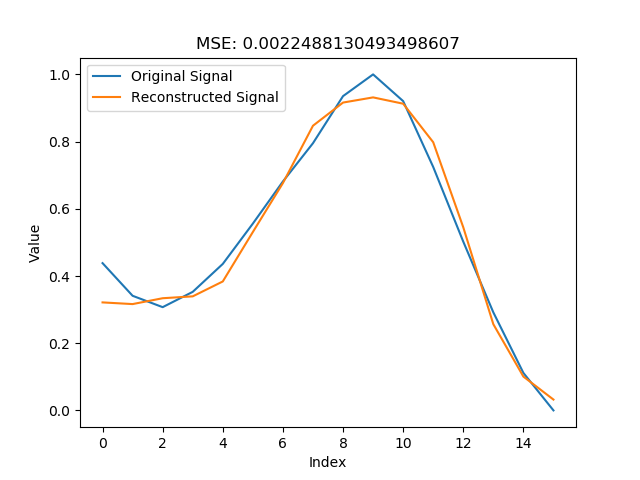 MSE: 0.0022488130493498607
Original Signal
Reconstructed Signal
1.0
0.8
0.6
0.4
0.2
0.0
Value
0 2 4 6 8 10 12 14
Index